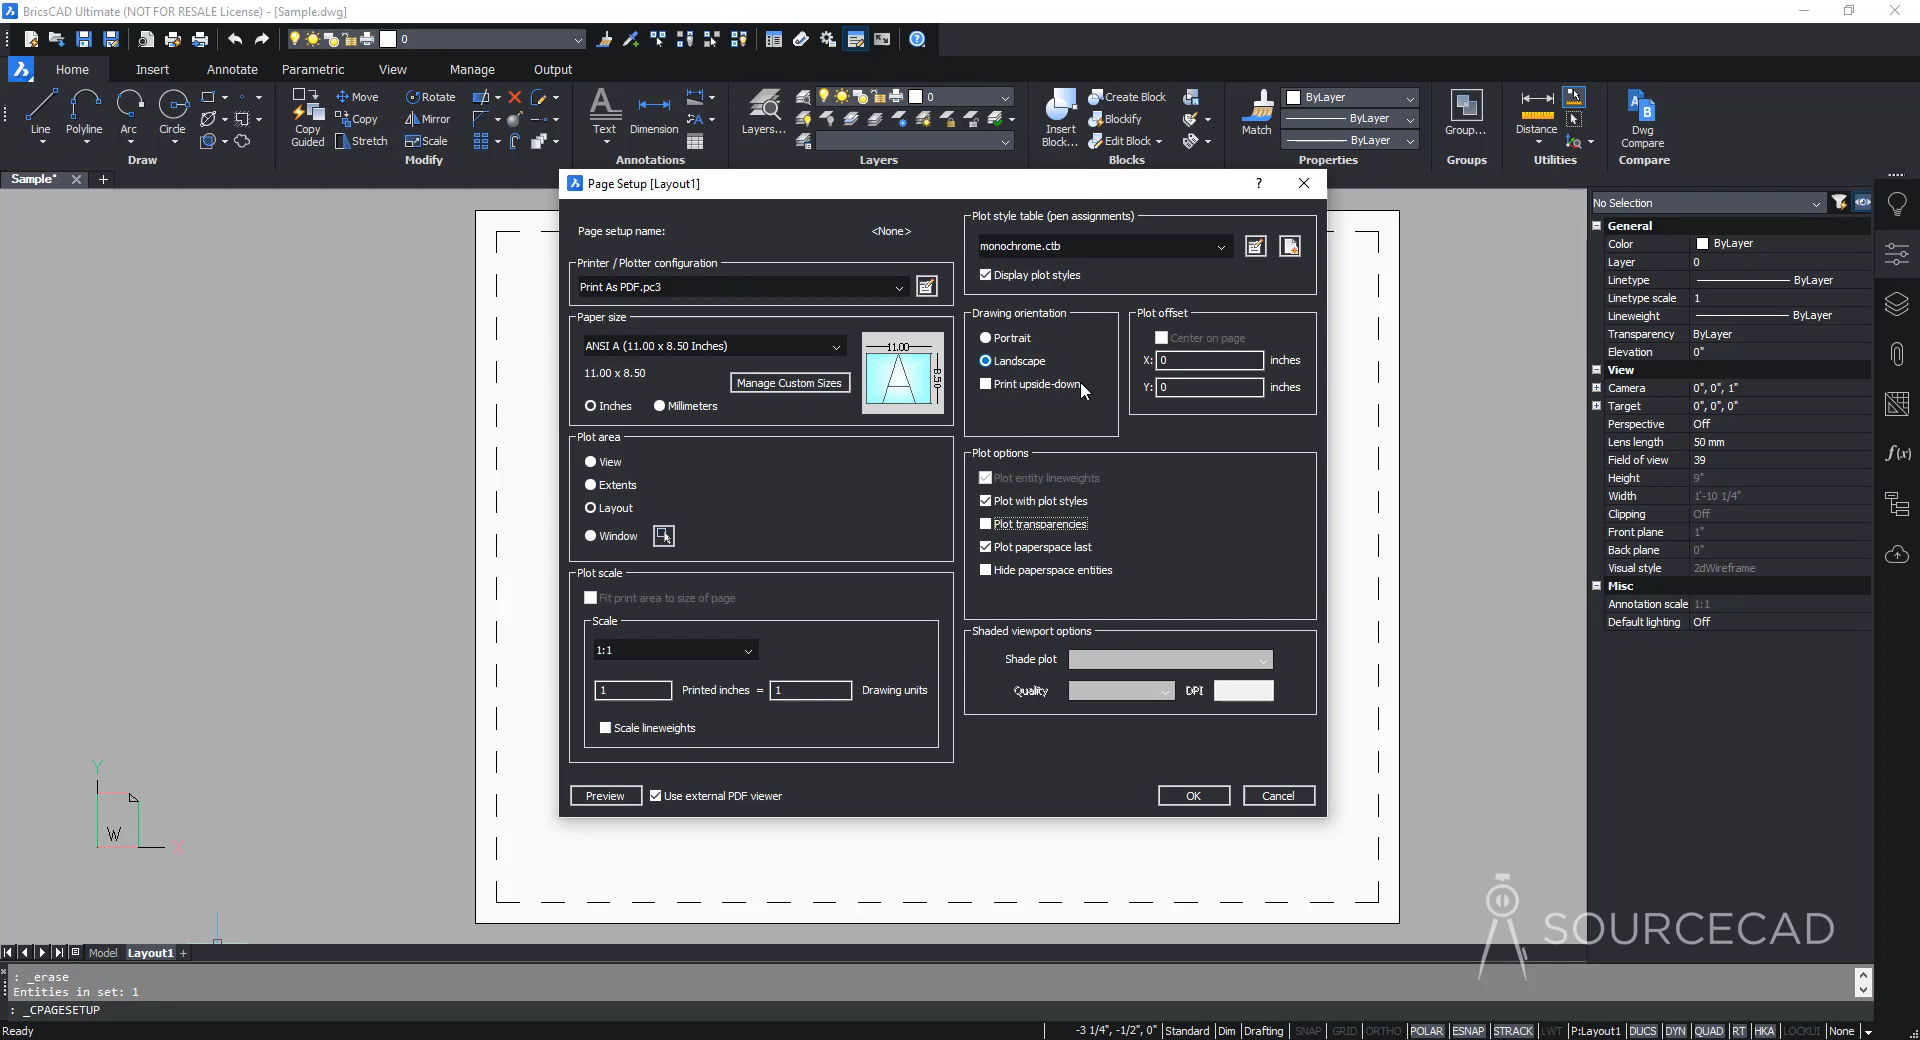 BricsCAD Ultimate (NOT FOR RESALE License) - [Sample.dwg]
0
Home Insert Annotate Parametric View Manage Output
Line Polyline Arc Circle
Draw
Copy Guided
Move
Copy
Stretch
Rotate
Mirror
Scale
Modify
Text Dimension
Annotations
Layers...
0
Layers
Insert Block...
Create Block
Blockify
Edit Block
Blocks
Match
ByLayer
ByLayer
ByLayer
Properties
Group...
Groups
Distance
Utilities
Dwg Compare
Compare
Sample*
Page Setup [Layout1]
?
Page setup name: <None>
Printer / Plotter configuration
Print As PDF.pc3
Paper size
ANSI A (11.00 x 8.50 Inches)
11.00 x 8.50
Manage Custom Sizes
Inches Millimeters
11.00
8.50
A
Plot area
View
Extents
Layout
Window
Plot scale
Fit print area to size of page
Scale
1:1
1 Printed inches = 1 Drawing units
Scale lineweights
Preview Use external PDF viewer
Plot style table (pen assignments)
monochrome.ctb
Display plot styles
Drawing orientation
Portrait
Landscape
Print upside-down
Plot offset
Center on page
X: 0 inches
Y: 0 inches
Plot options
Plot entity lineweights
Plot with plot styles
Plot transparencies
Plot paperspace last
Hide paperspace entities
Shaded viewport options
Shade plot
Quality DPI
OK Cancel
No Selection
General
Color ByLayer
Layer 0
Linetype ByLayer
Linetype scale 1
Lineweight ByLayer
Transparency ByLayer
Elevation 0"
View
Camera 0", 0", 1"
Target 0", 0", 0"
Perspective Off
Lens length 50 mm
Field of view 39
Height 9"
Width 1'-10 1/4"
Clipping Off
Front plane 1"
Back plane 0"
Visual style 2dWireframe
Misc
Annotation scale 1:1
Default lighting Off
f(x)
Y
W
X
SOURCECAD
Model Layout1 +
: _erase
Entities in set: 1
: _CPAGESETUP
Ready
-3 1/4", -1/2", 0" Standard Dim Drafting SNAP GRID ORTHO POLAR ESNAP STRACK LWT P:Layout1 DUCS DYN QUAD RT HKA LOCKUI None